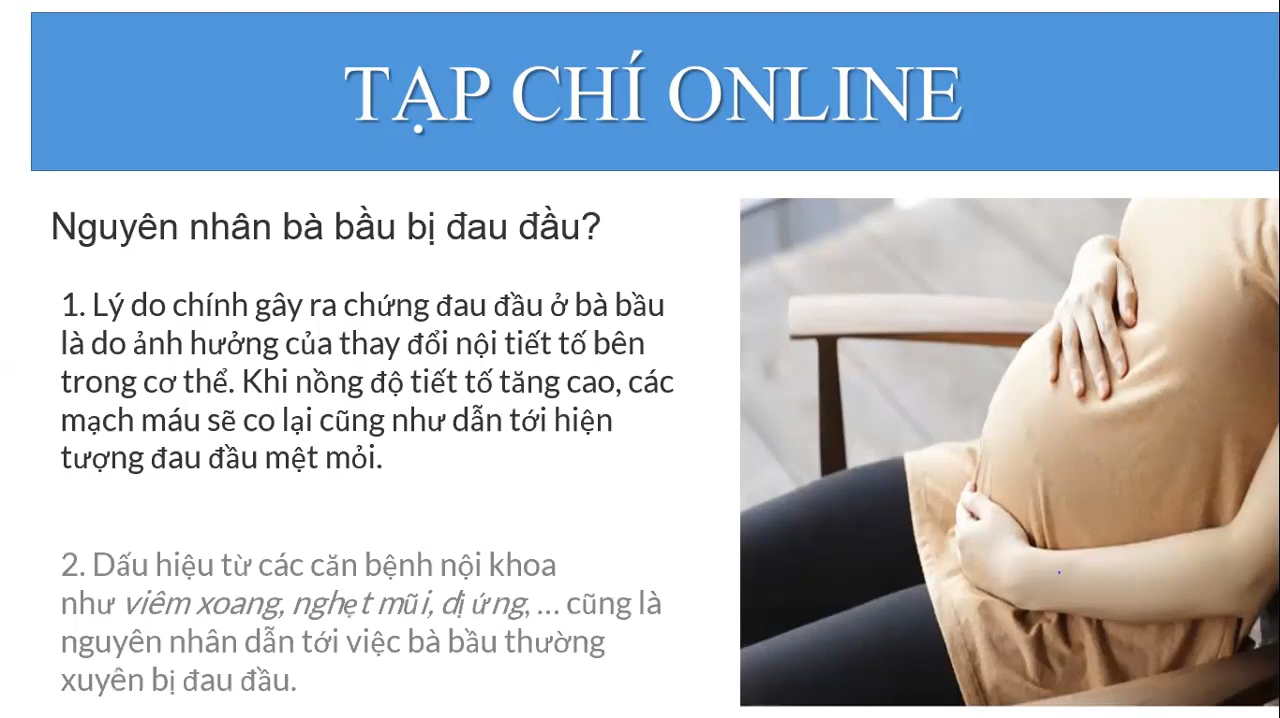 TẠP CHÍ ONLINE
Nguyên nhân bà bầu bị đau đầu?
1. Lý do chính gây ra chứng đau đầu ở bà bầu
là do ảnh hưởng của thay đổi nội tiết tố bên
trong cơ thể. Khi nồng độ tiết tố tăng cao, các
mạch máu sẽ co lại cũng như dẫn tới hiện
tượng đau đầu mệt mỏi.
2. Dấu hiệu từ các căn bệnh nội khoa
như viêm xoang, nghẹt mũi, dị ứng, … cũng là
nguyên nhân dẫn tới việc bà bầu thường
xuyên bị đau đầu.